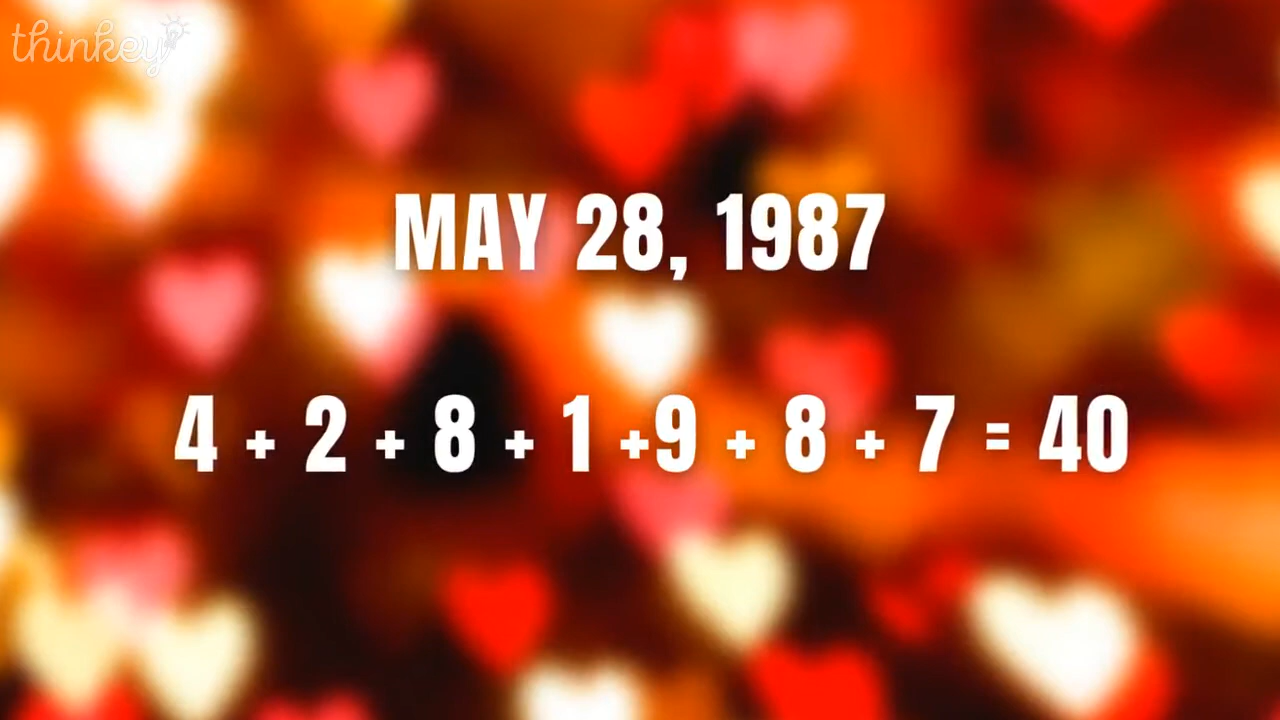 thinkey
MAY 28, 1987
4 + 2 + 8 + 1 +9 + 8 + 7 = 40